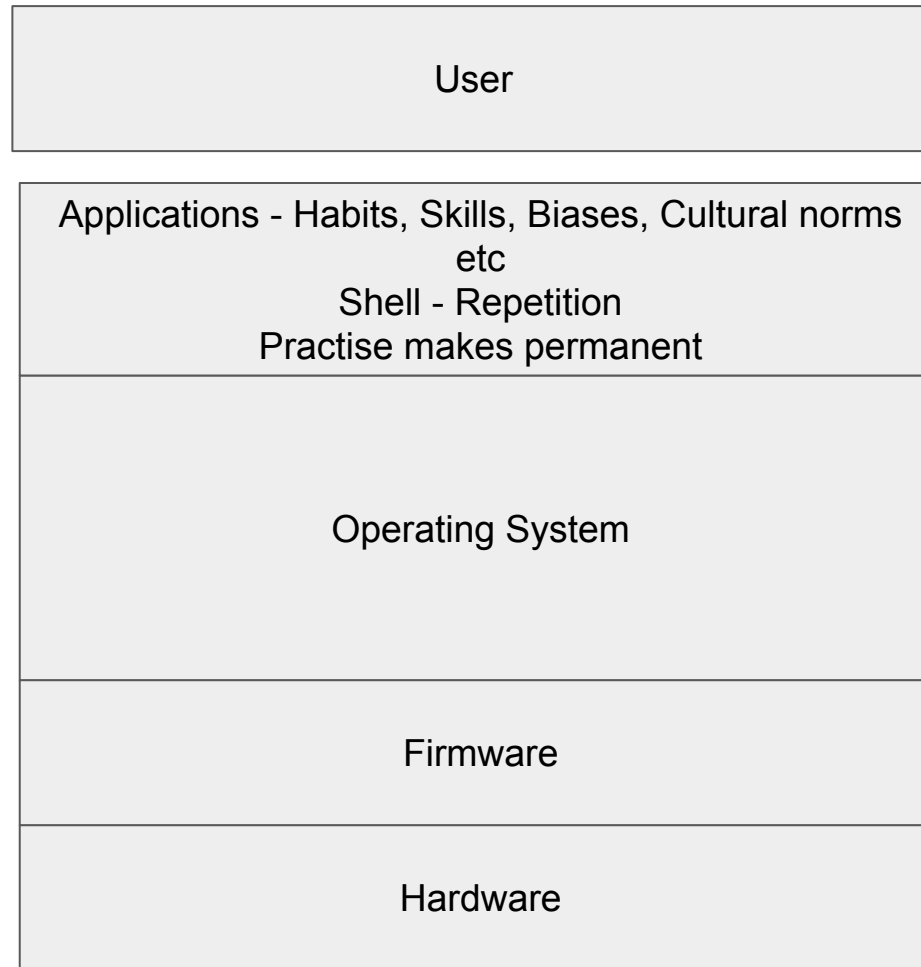 User
Applications - Habits, Skills, Biases, Cultural norms
etc
Shell - Repetition
Practise makes permanent
Operating System
Firmware
Hardware